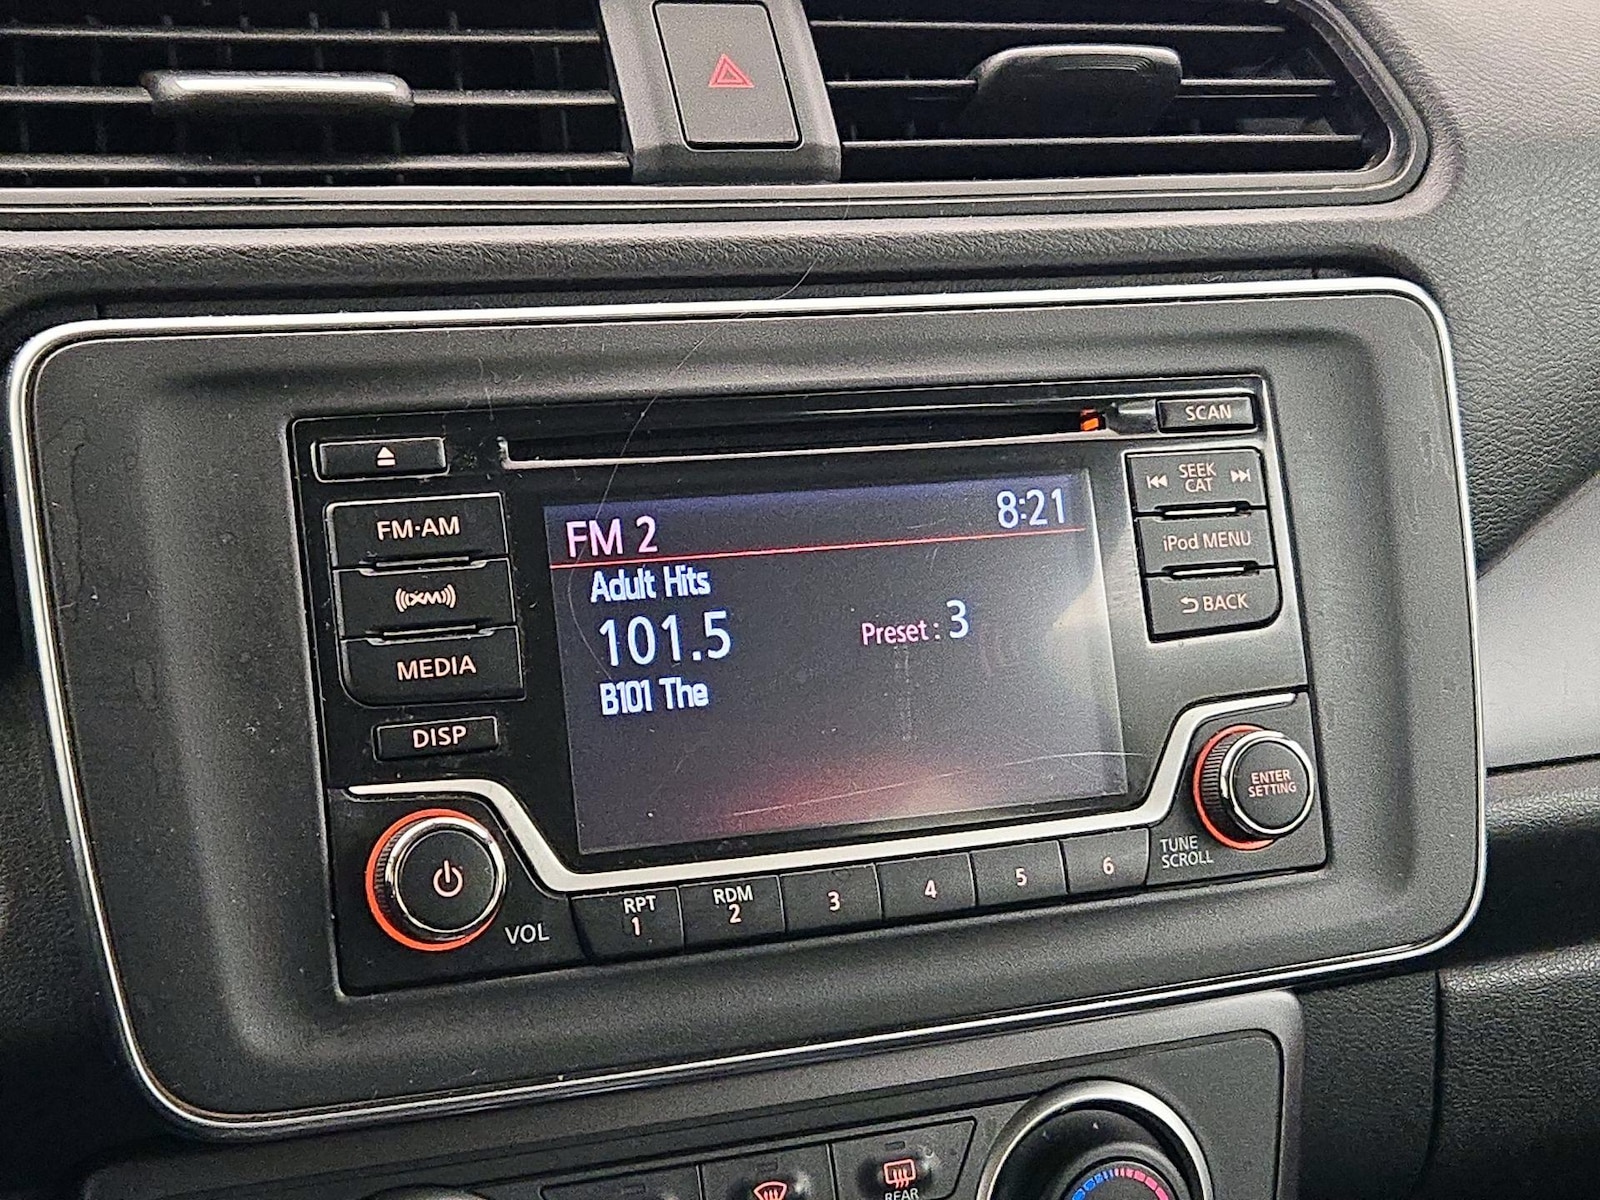 SCAN
FM·AM
XM
MEDIA
DISP
FM 2
8:21
Adult Hits
101.5
Preset : 3
B101 The
SEEK
CAT
iPod MENU
BACK
VOL
RPT
1
RDM
2
3
4
5
6
TUNE
SCROLL
ENTER
SETTING
REAR